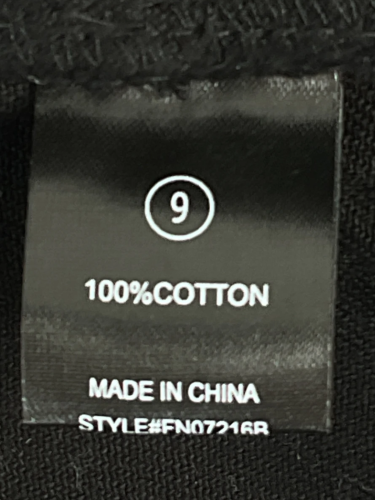 9
100%COTTON
MADE IN CHINA
STYLE#FN07216B